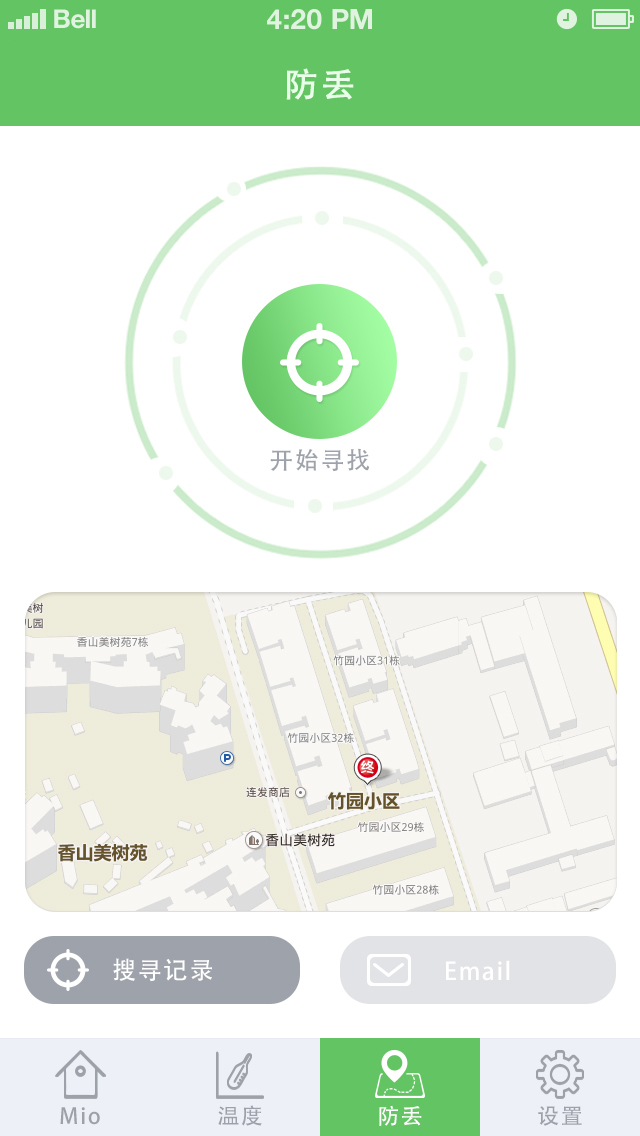 Bell 4:20 PM
防丢
开始寻找
美树
儿园
香山美树苑7栋
竹园小区31栋
竹园小区32栋
P
终
连发商店
竹园小区
竹园小区29栋
香山美树苑
香山美树苑
竹园小区28栋
搜寻记录
Email
Mio
温度
防丢
设置